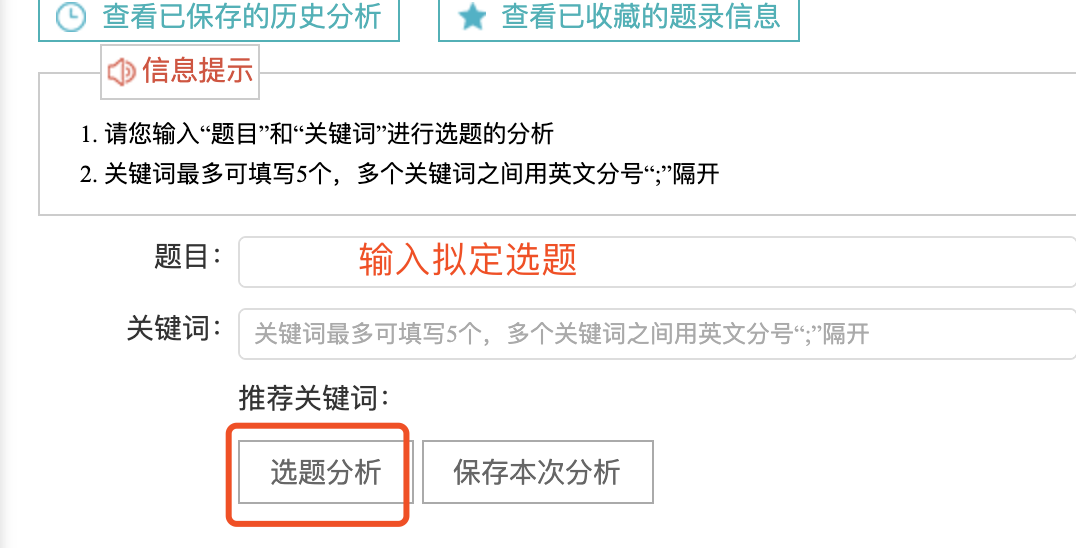 查看已保存的历史分析 查看已收藏的题录信息
信息提示
1. 请您输入“题目”和“关键词”进行选题的分析
2. 关键词最多可填写5个，多个关键词之间用英文分号“;”隔开
题目： 输入拟定选题
关键词： 关键词最多可填写5个，多个关键词之间用英文分号“;”隔开
推荐关键词：
选题分析 保存本次分析